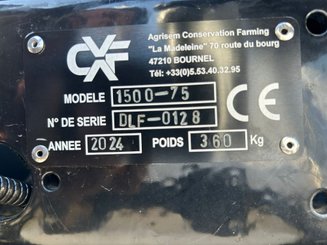 CXF
Agrisem Conservation Farming
"La Madeleine" 70 route du bourg
47210 BOURNEL
Tél: +33(0)5.53.40.32.95
MODELE 1500-75
N° DE SERIE DLF-0128
ANNEE 2024 POIDS 360 Kg
CE